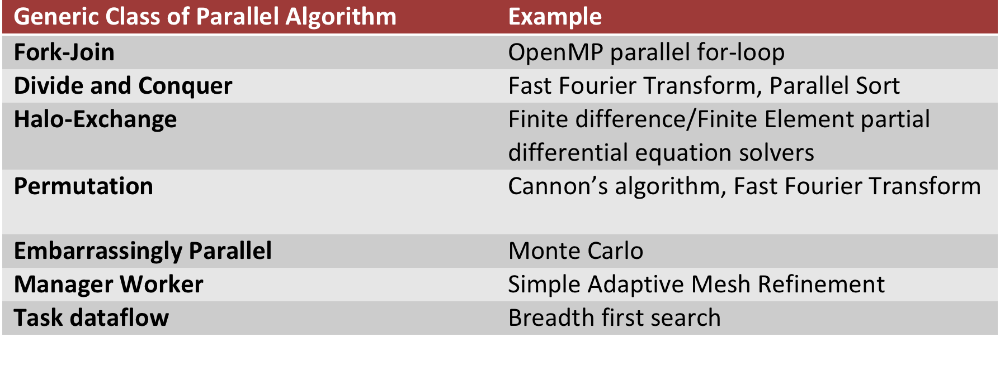 Generic Class of Parallel Algorithm Example
Fork-Join OpenMP parallel for-loop
Divide and Conquer Fast Fourier Transform, Parallel Sort
Halo-Exchange Finite difference/Finite Element partial
differential equation solvers
Permutation Cannon’s algorithm, Fast Fourier Transform
Embarrassingly Parallel Monte Carlo
Manager Worker Simple Adaptive Mesh Refinement
Task dataflow Breadth first search